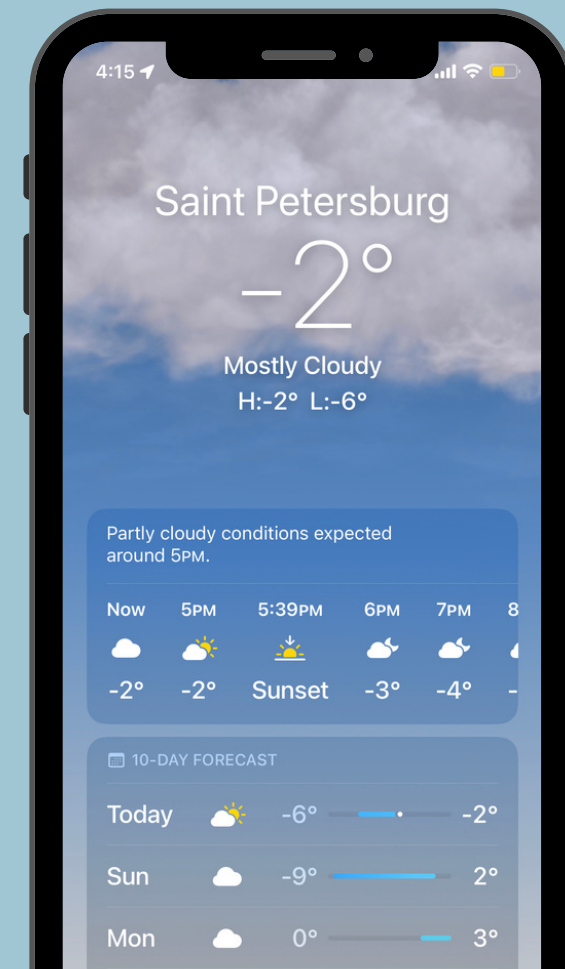 4:15
Saint Petersburg
-2°
Mostly Cloudy
H:-2° L:-6°
Partly cloudy conditions expected
around 5PM.
Now 5PM 5:39PM 6PM 7PM 8
-2° -2° Sunset -3° -4° -
10-DAY FORECAST
Today -6° -2°
Sun -9° 2°
Mon 0° 3°